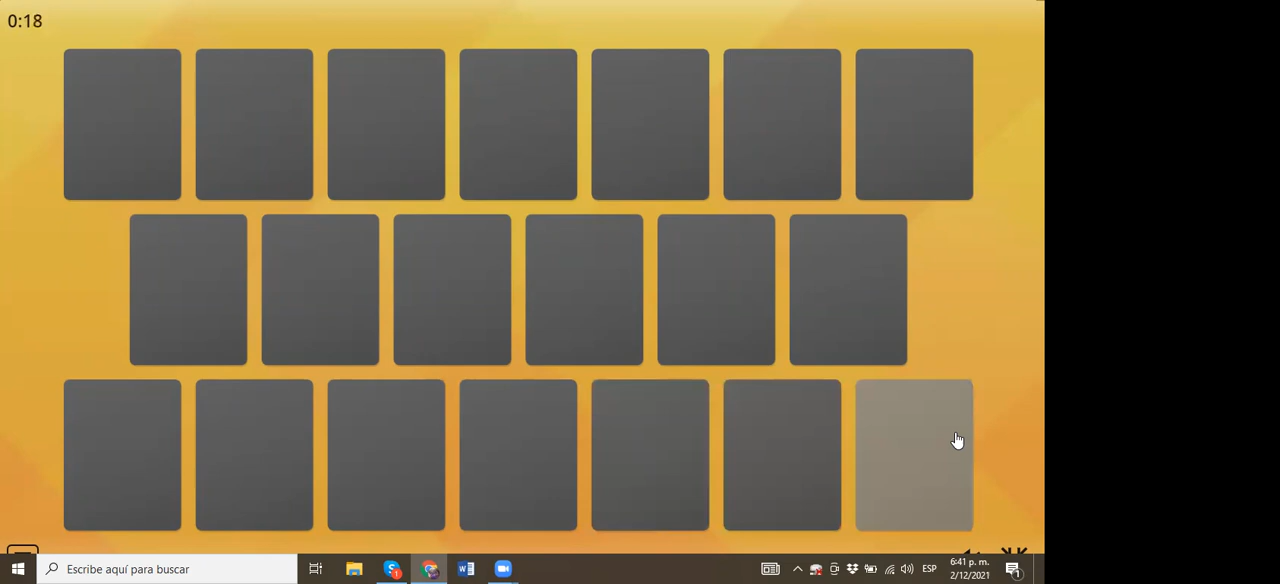 0:18
Escribe aquí para buscar
ESP
6:41 p. m.
2/12/2021